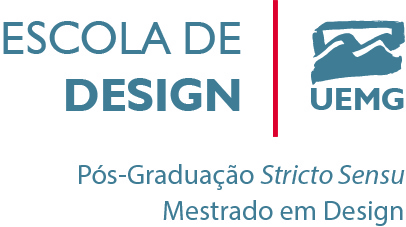 ESCOLA DE
DESIGN
UEMG
Pós-Graduação Stricto Sensu
Mestrado em Design